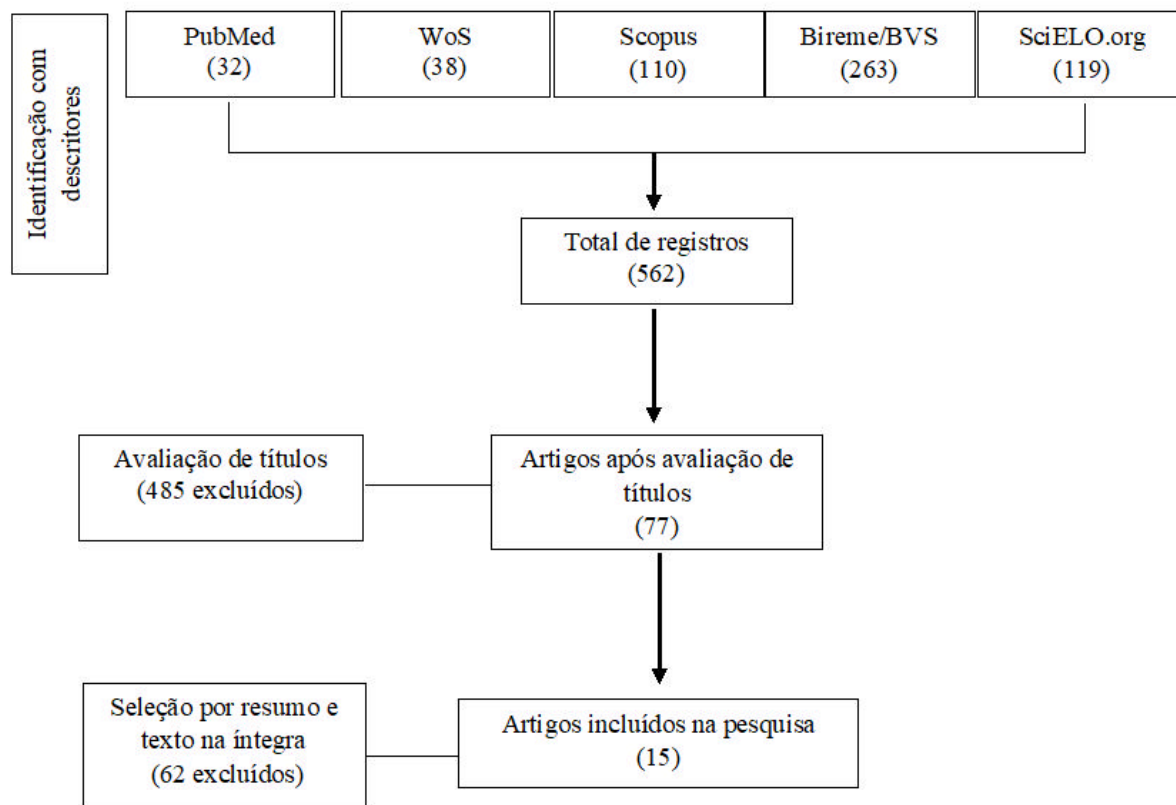 Identificação com
descritores
PubMed
(32)
WoS
(38)
Scopus
(110)
Bireme/BVS
(263)
SciELO.org
(119)
Total de registros
(562)
Avaliação de títulos
(485 excluídos)
Artigos após avaliação de
títulos
(77)
Seleção por resumo e
texto na íntegra
(62 excluídos)
Artigos incluídos na pesquisa
(15)